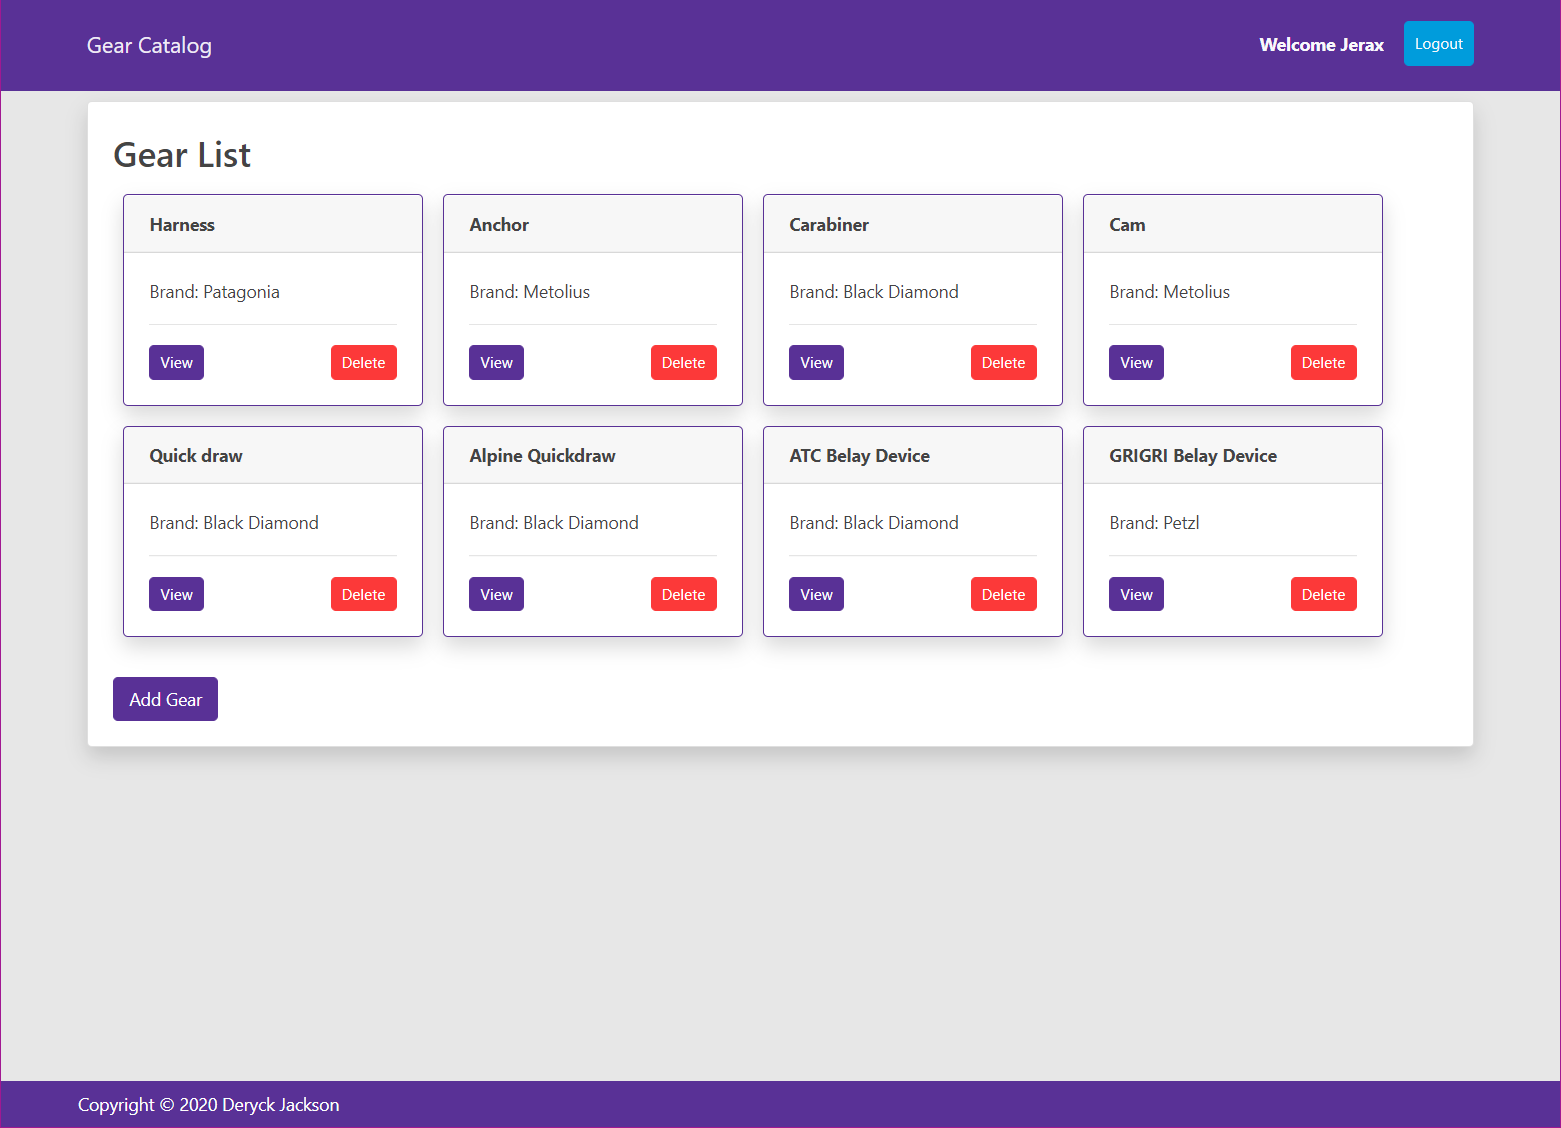 Gear Catalog
Welcome Jerax
Logout
Gear List
Harness
Brand: Patagonia
View
Delete
Anchor
Brand: Metolius
View
Delete
Carabiner
Brand: Black Diamond
View
Delete
Cam
Brand: Metolius
View
Delete
Quick draw
Brand: Black Diamond
View
Delete
Alpine Quickdraw
Brand: Black Diamond
View
Delete
ATC Belay Device
Brand: Black Diamond
View
Delete
GRIGRI Belay Device
Brand: Petzl
View
Delete
Add Gear
Copyright © 2020 Deryck Jackson